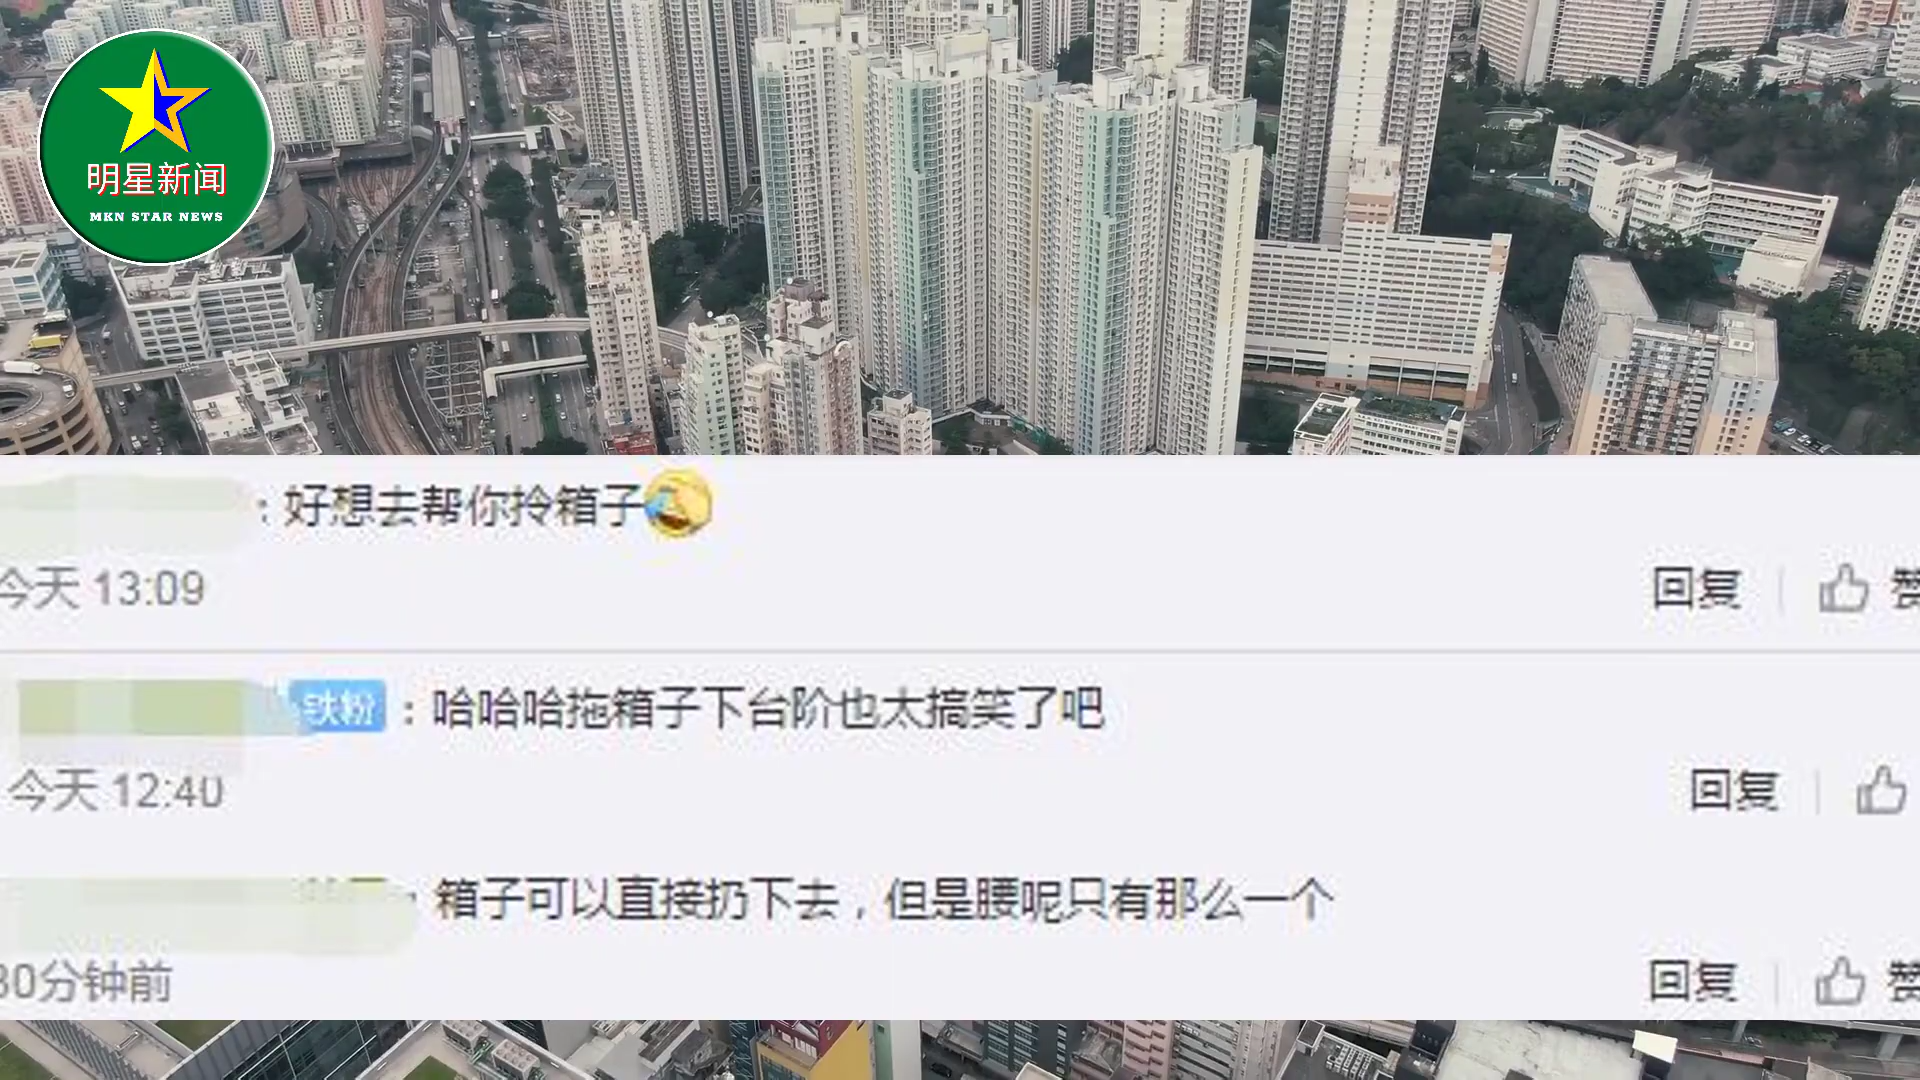 明星新闻
MKN STAR NEWS
：好想去帮你拎箱子
今天 13:09
回复
赞
铁粉：哈哈哈拖箱子下台阶也太搞笑了吧
今天 12:40
回复
：箱子可以直接扔下去，但是腰呢只有那么一个
30分钟前
回复
赞